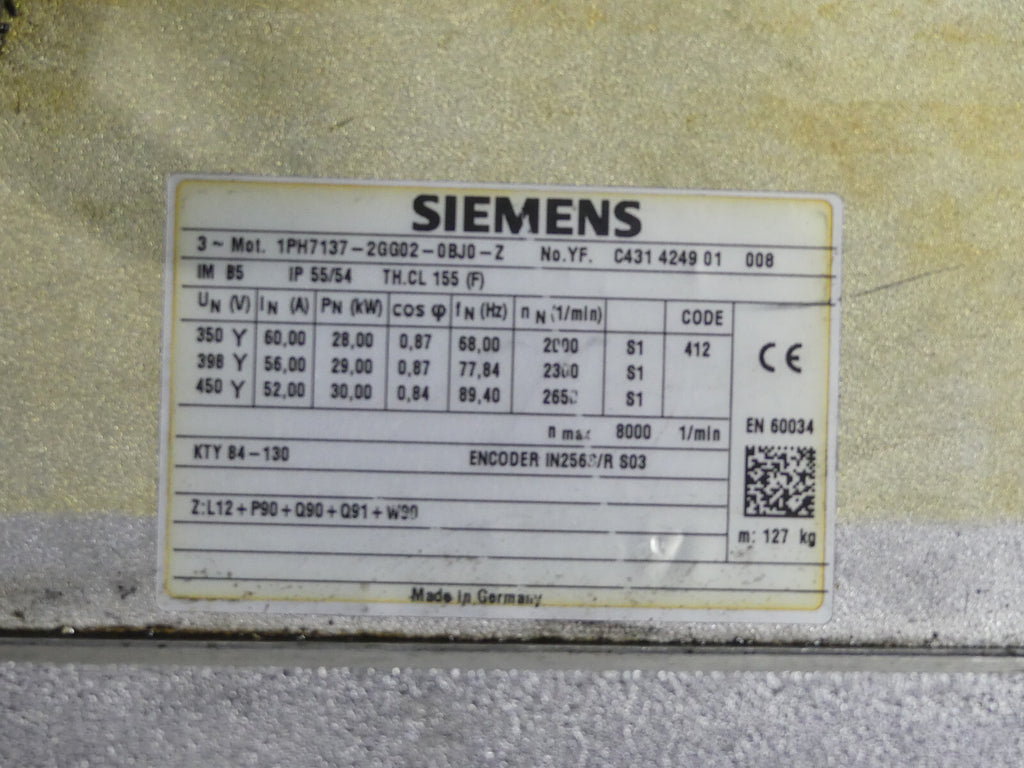 SIEMENS
3 ~ Mot. 1PH7137-2GG02-0BJ0-Z No.YF. C431 4249 01 008
IM B5 IP 55/54 TH.CL 155 (F)
UN (V) IN (A) PN (kW) cos φ fN (Hz) nN (1/min) CODE
350 Y 60,00 28,00 0,87 68,00 2000 S1 412
398 Y 56,00 29,00 0,87 77,84 2300 S1
450 Y 52,00 30,00 0,84 89,40 2650 S1
CE
n max 8000 1/min
EN 60034
KTY 84-130 ENCODER S03
Z:L12+P90+Q90+Q91+
m: 127 kg
Made in Germany